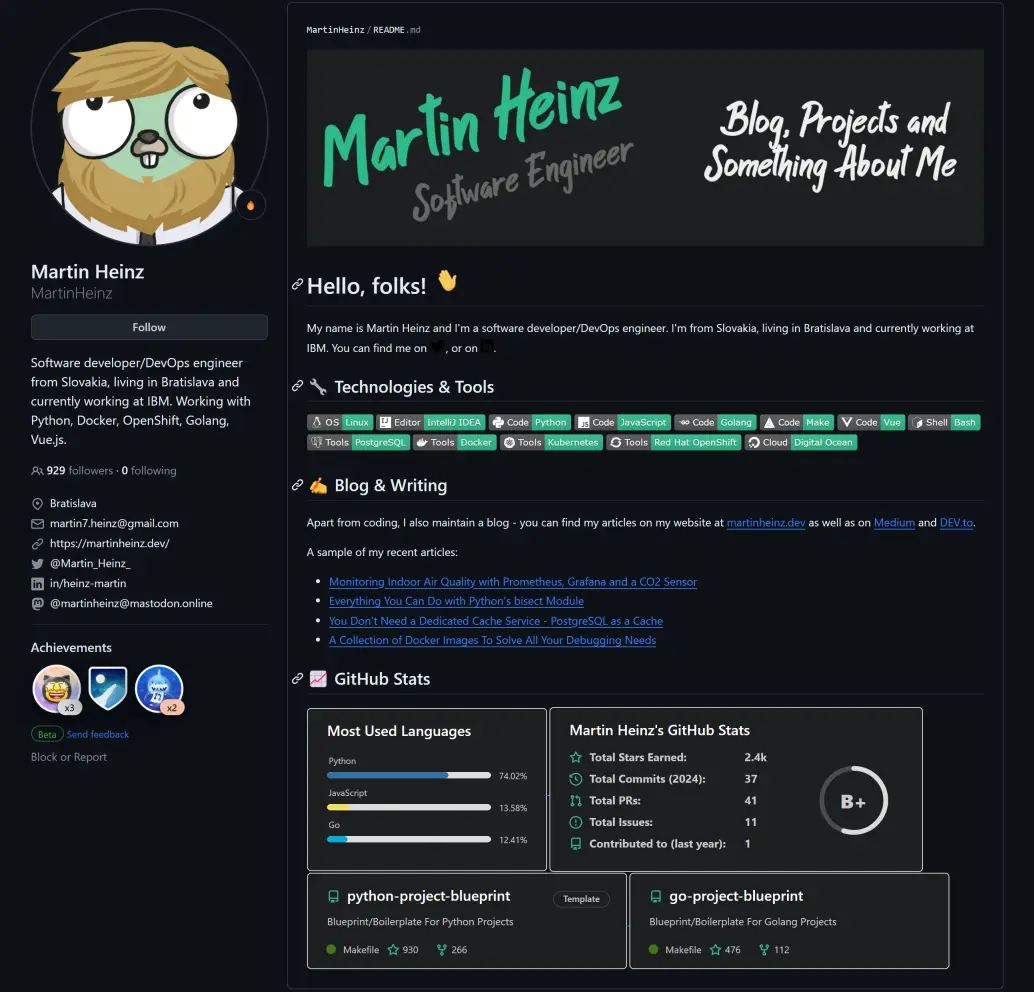 Martin Heinz
MartinHeinz
Follow
Software developer/DevOps engineer
from Slovakia, living in Bratislava and
currently working at IBM. Working with
Python, Docker, OpenShift, Golang,
Vue.js.
929 followers · 0 following
Bratislava
martin7.heinz@gmail.com
https://martinheinz.dev/
@Martin_Heinz_
in/heinz-martin
@martinheinz@mastodon.online
Achievements
x3
x2
Beta Send feedback
Block or Report
MartinHeinz/README.md
Martin Heinz
Software Engineer
Blog, Projects and
Something About Me
Hello, folks! 👋
My name is Martin Heinz and I'm a software developer/DevOps engineer. I'm from Slovakia, living in Bratislava and currently working at
IBM. You can find me on , or on .
🔧 Technologies & Tools
OS Linux Editor IntelliJ IDEA Code Python Code JavaScript Code Golang Code Make Code Vue Shell Bash
Tools PostgreSQL Tools Docker Tools Kubernetes Tools Red Hat OpenShift Cloud Digital Ocean
✍ Blog & Writing
Apart from coding, I also maintain a blog - you can find my articles on my website at martinheinz.dev as well as on Medium and DEV.to.
A sample of my recent articles:
• Monitoring Indoor Air Quality with Prometheus, Grafana and a CO2 Sensor
• Everything You Can Do with Python's bisect Module
• You Don't Need a Dedicated Cache Service - PostgreSQL as a Cache
• A Collection of Docker Images To Solve All Your Debugging Needs
📈 GitHub Stats
Most Used Languages
Python
74.02%
JavaScript
13.58%
Go
12.41%
Martin Heinz's GitHub Stats
Total Stars Earned: 2.4k
Total Commits (2024): 37
Total PRs: 41
Total Issues: 11
Contributed to (last year): 1
B+
python-project-blueprint Template
Blueprint/Boilerplate For Python Projects
Makefile 930 266
go-project-blueprint
Blueprint/Boilerplate For Golang Projects
Makefile 476 112